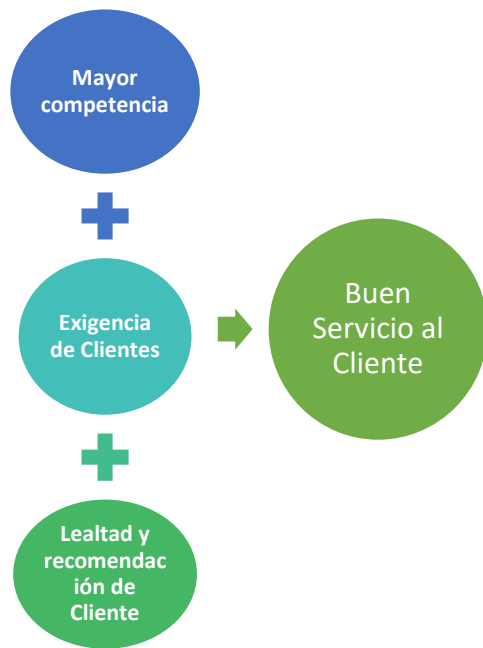 Mayor
competencia
Exigencia
de Clientes
Lealtad y
recomendac
ión de
Cliente
Buen
Servicio al
Cliente